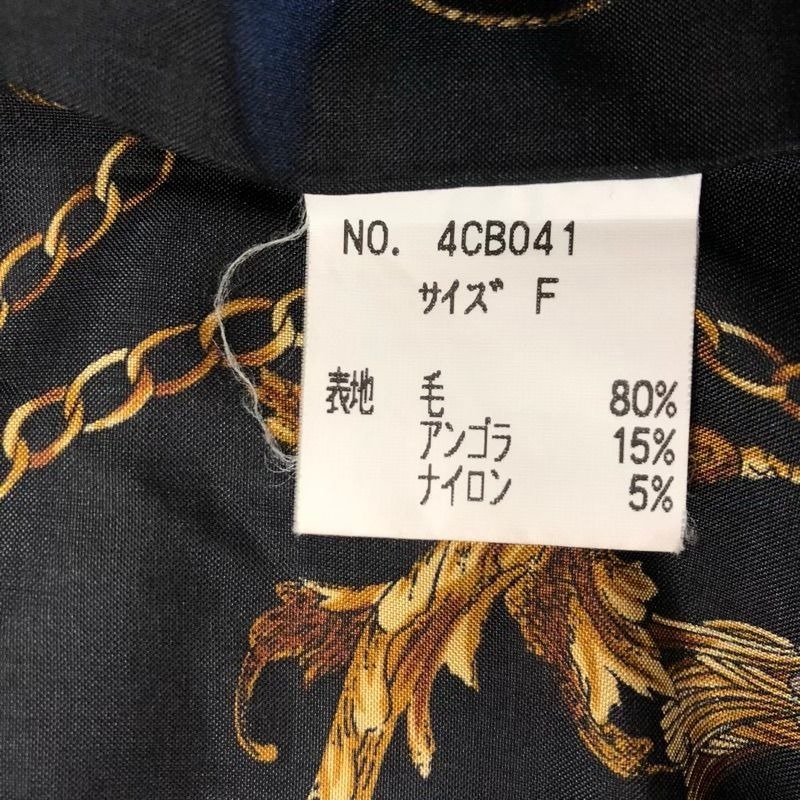 NO. 4CB041
サイズ F
表地 毛 80%
アンゴラ 15%
ナイロン 5%